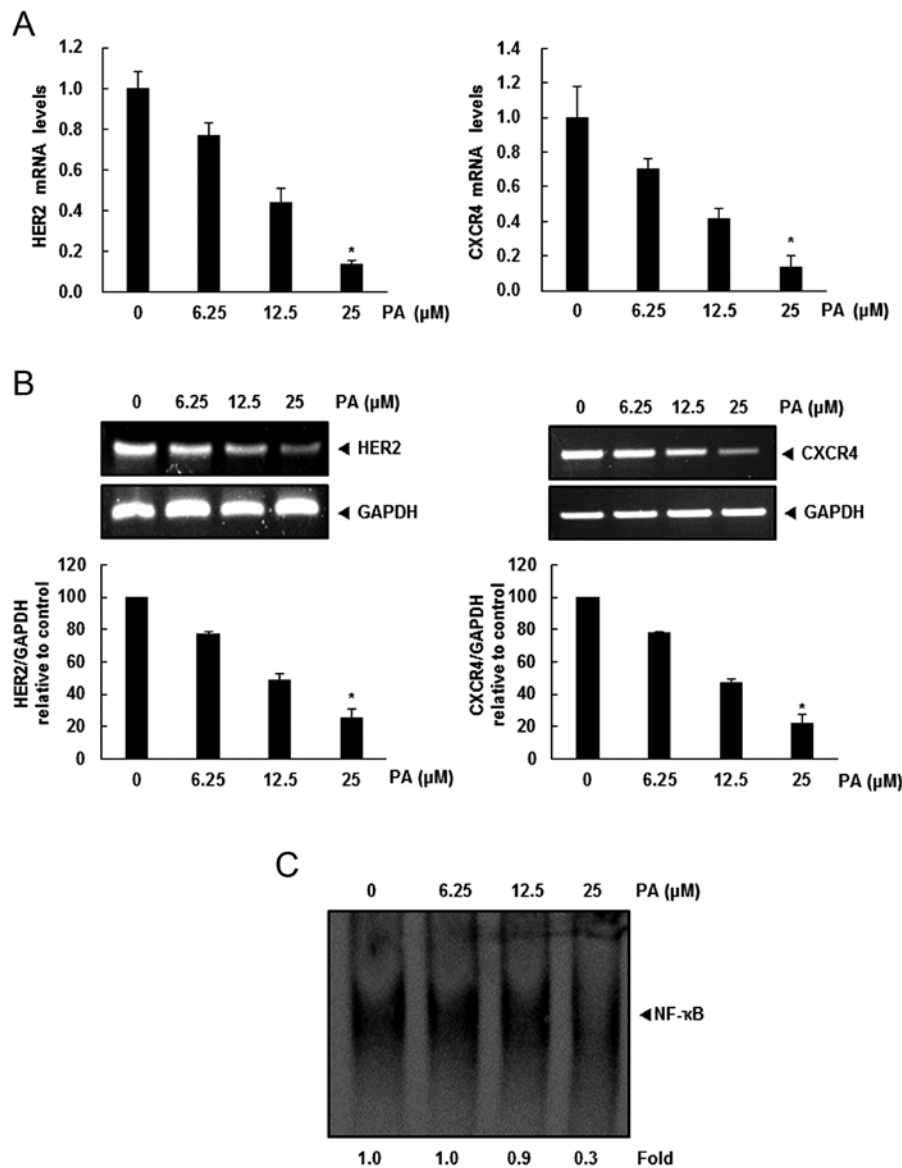 A
HER2 mRNA levels
1.2
1.0
0.8
0.6
0.4
0.2
0.0
*
0 6.25 12.5 25 PA (µM)
CXCR4 mRNA levels
1.4
1.2
1.0
0.8
0.6
0.4
0.2
0.0
*
0 6.25 12.5 25 PA (µM)
B
0 6.25 12.5 25 PA (µM)
◄ HER2
◄ GAPDH
HER2/GAPDH
relative to control
120
100
80
60
40
20
0
*
0 6.25 12.5 25 PA (µM)
0 6.25 12.5 25 PA (µM)
◄ CXCR4
◄ GAPDH
CXCR4/GAPDH
relative to control
120
100
80
60
40
20
0
*
0 6.25 12.5 25 PA (µM)
C
0 6.25 12.5 25 PA (µM)
◄NF-κB
1.0 1.0 0.9 0.3 Fold